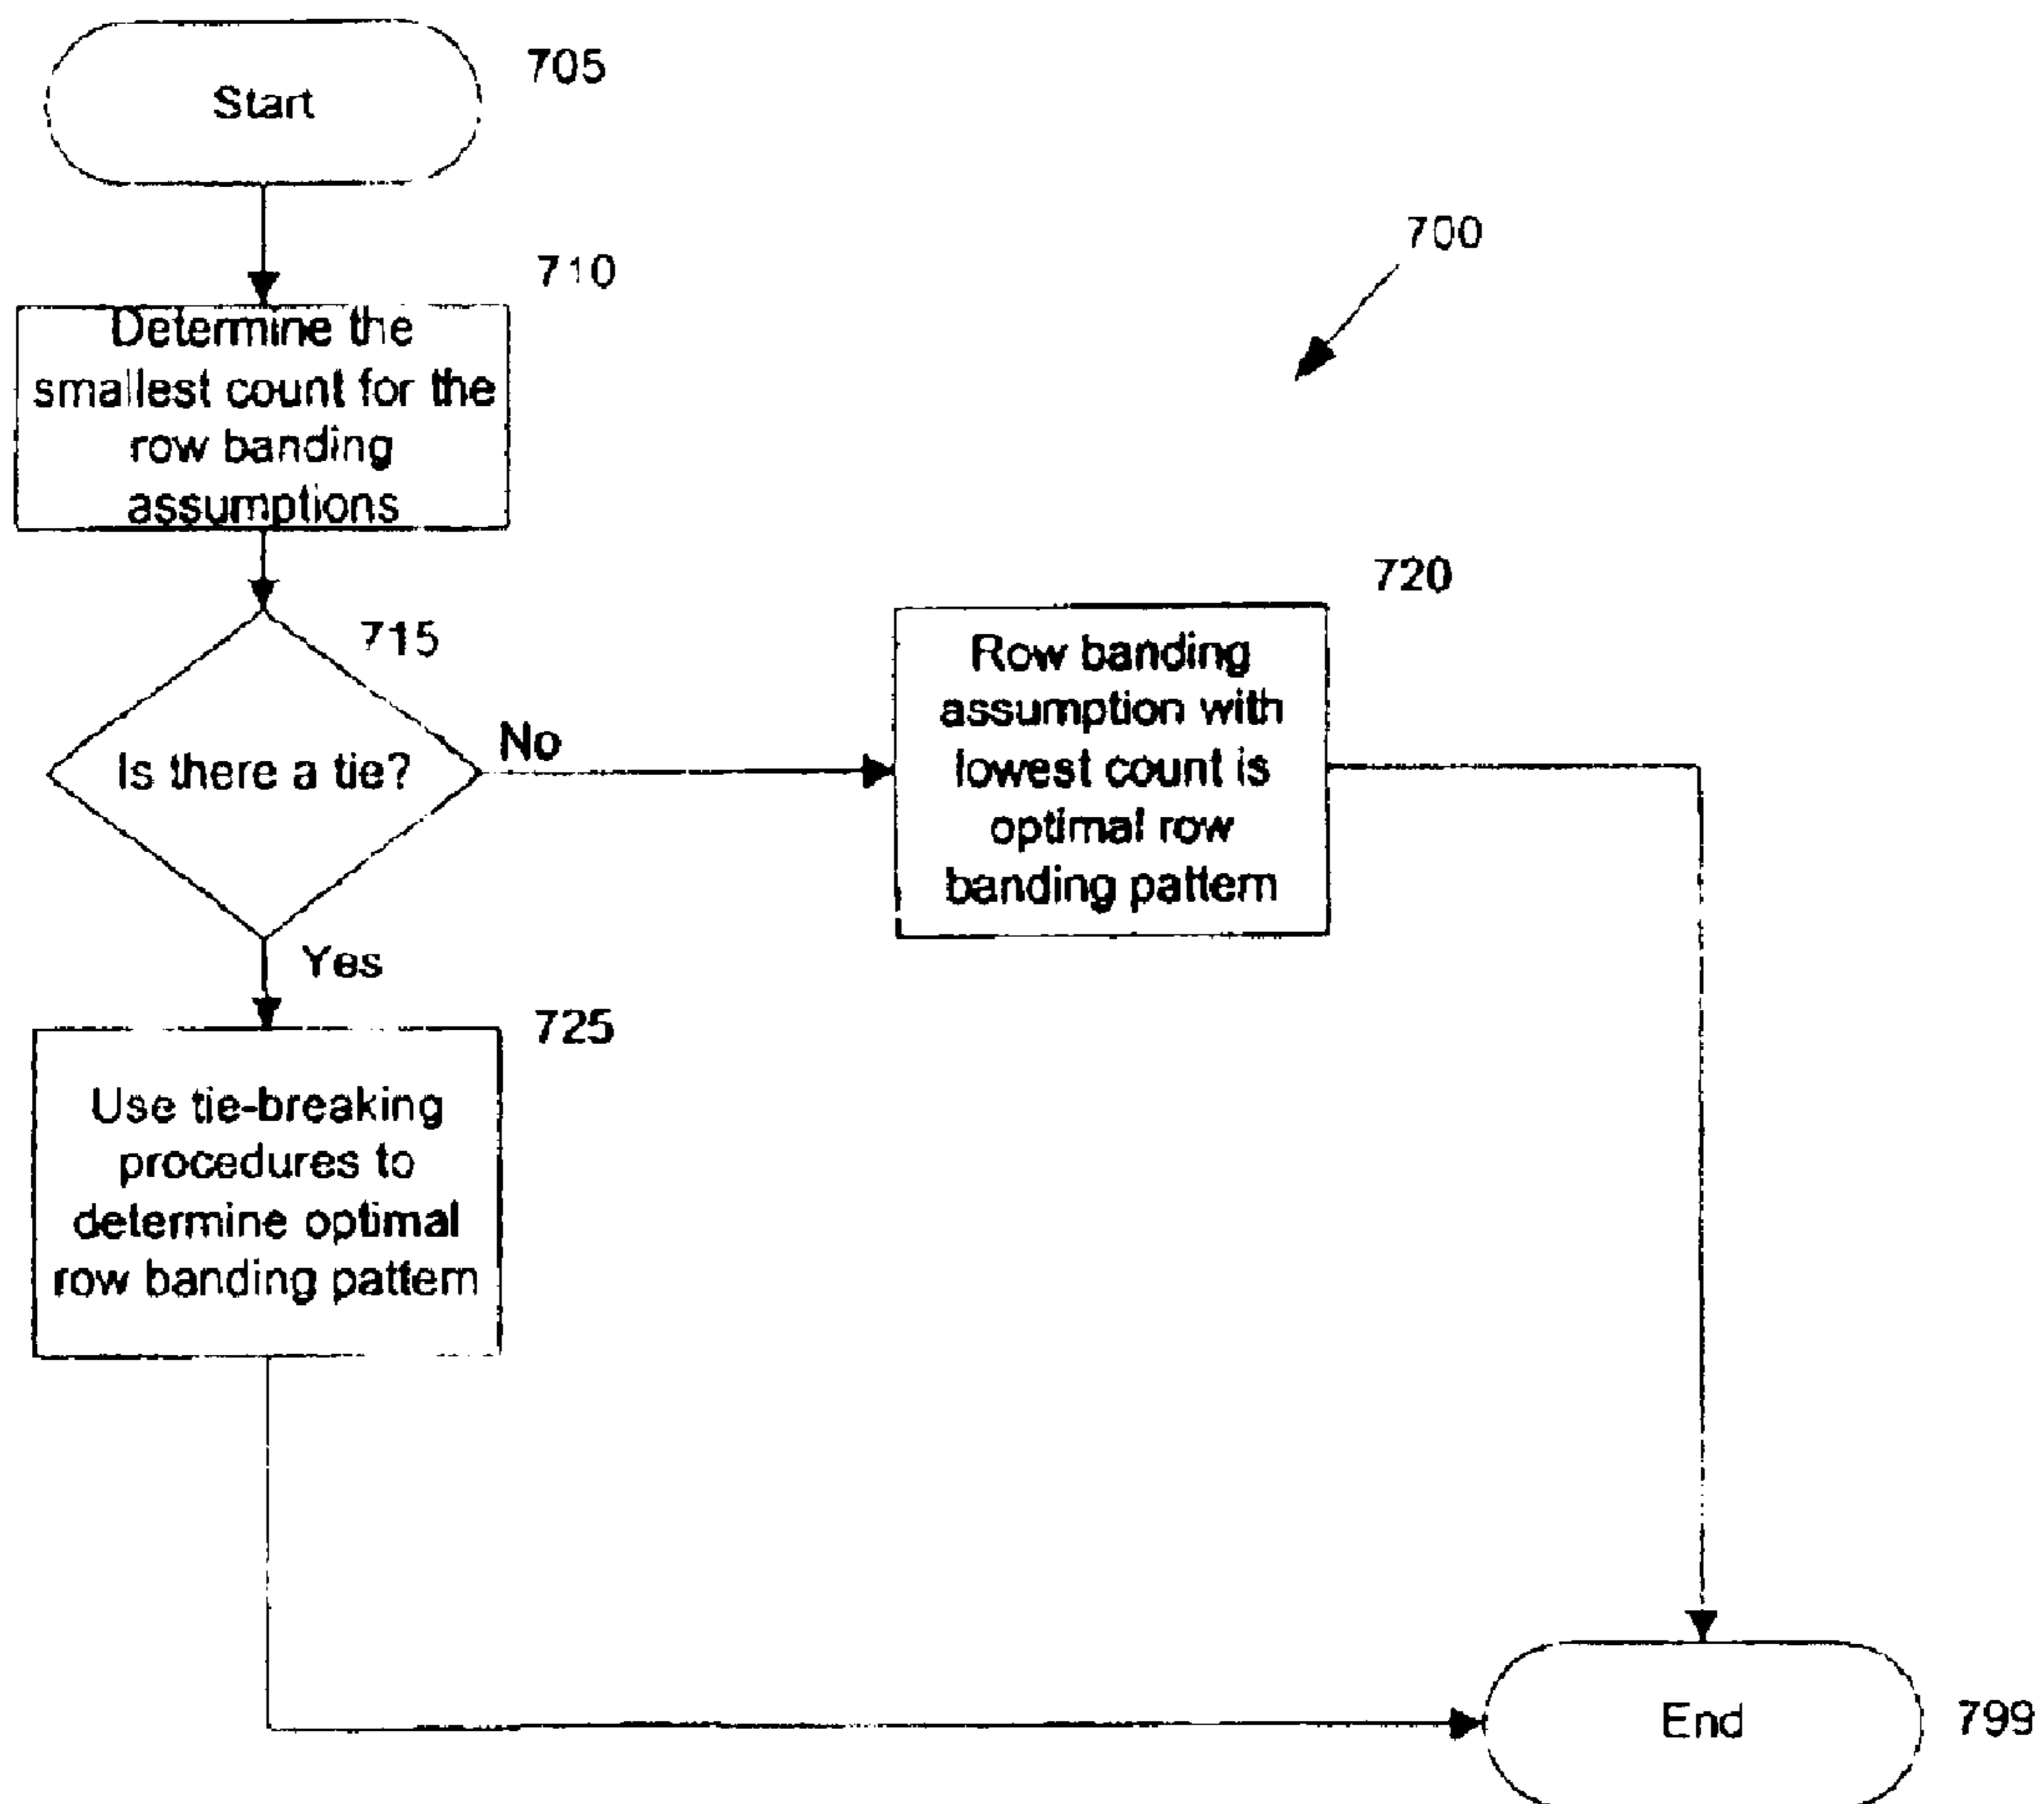 705
Start
700
710
Determine the
smallest count for the
row banding
assumptions
720
715
Is there a tie?
No
Row banding
assumption with
lowest count is
optimal row
banding pattern
Yes
725
Use tie-breaking
procedures to
determine optimal
row banding pattern
End
799